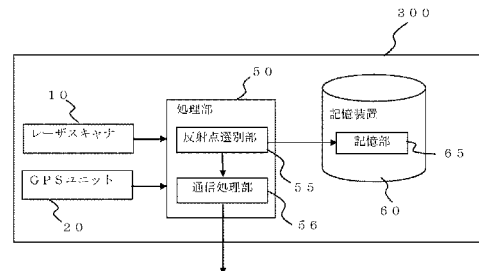 ３００
５０
１０
処理部
記憶装置
レーザスキャナ
反射点選別部
記憶部
６５
５５
ＧＰＳユニット
通信処理部
６０
２０
５６